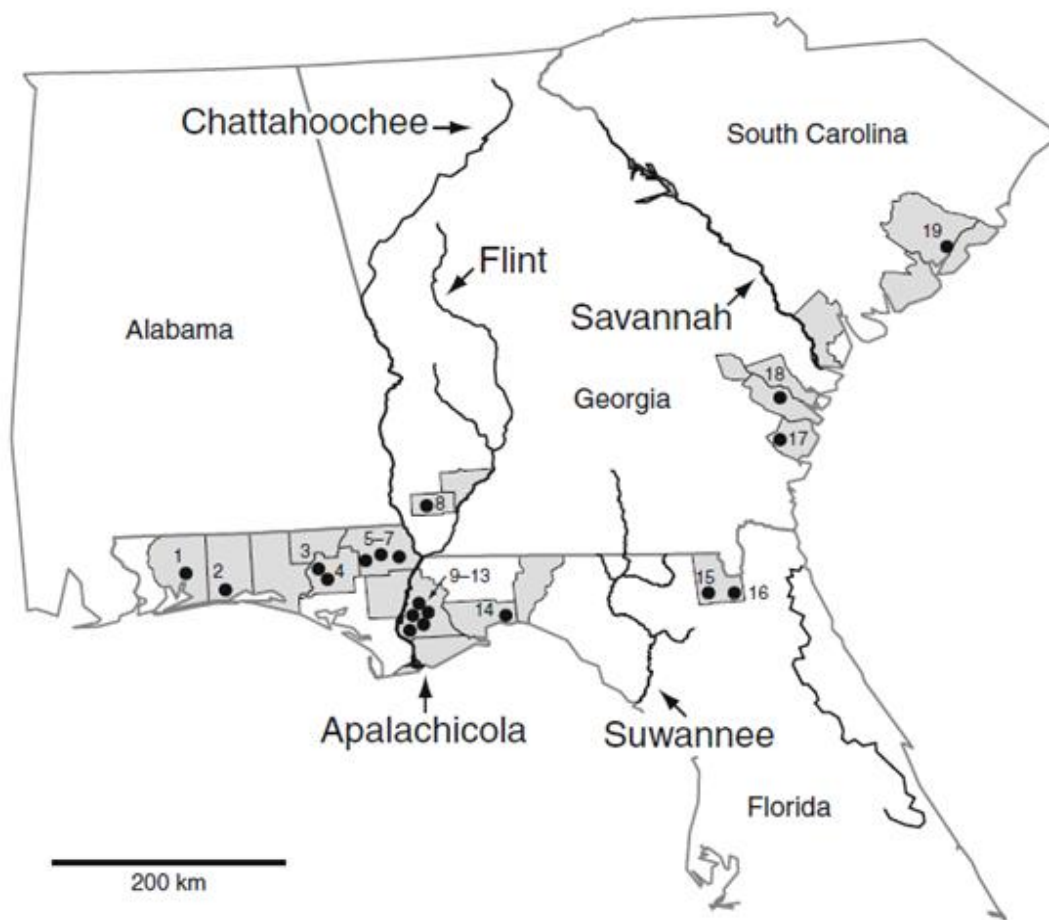 Chattahoochee
South Carolina
19
Flint
Savannah
Alabama
18
Georgia
17
8
1
2
3
4
5–7
9–13
14
15
16
Apalachicola
Suwannee
Florida
200 km